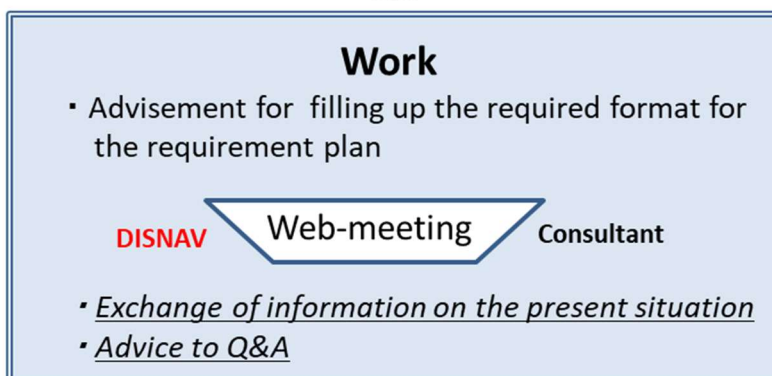 Work
・Advisement for filling up the required format for
the requirement plan
DISNAV Web-meeting Consultant
・Exchange of information on the present situation
・Advice to Q&A